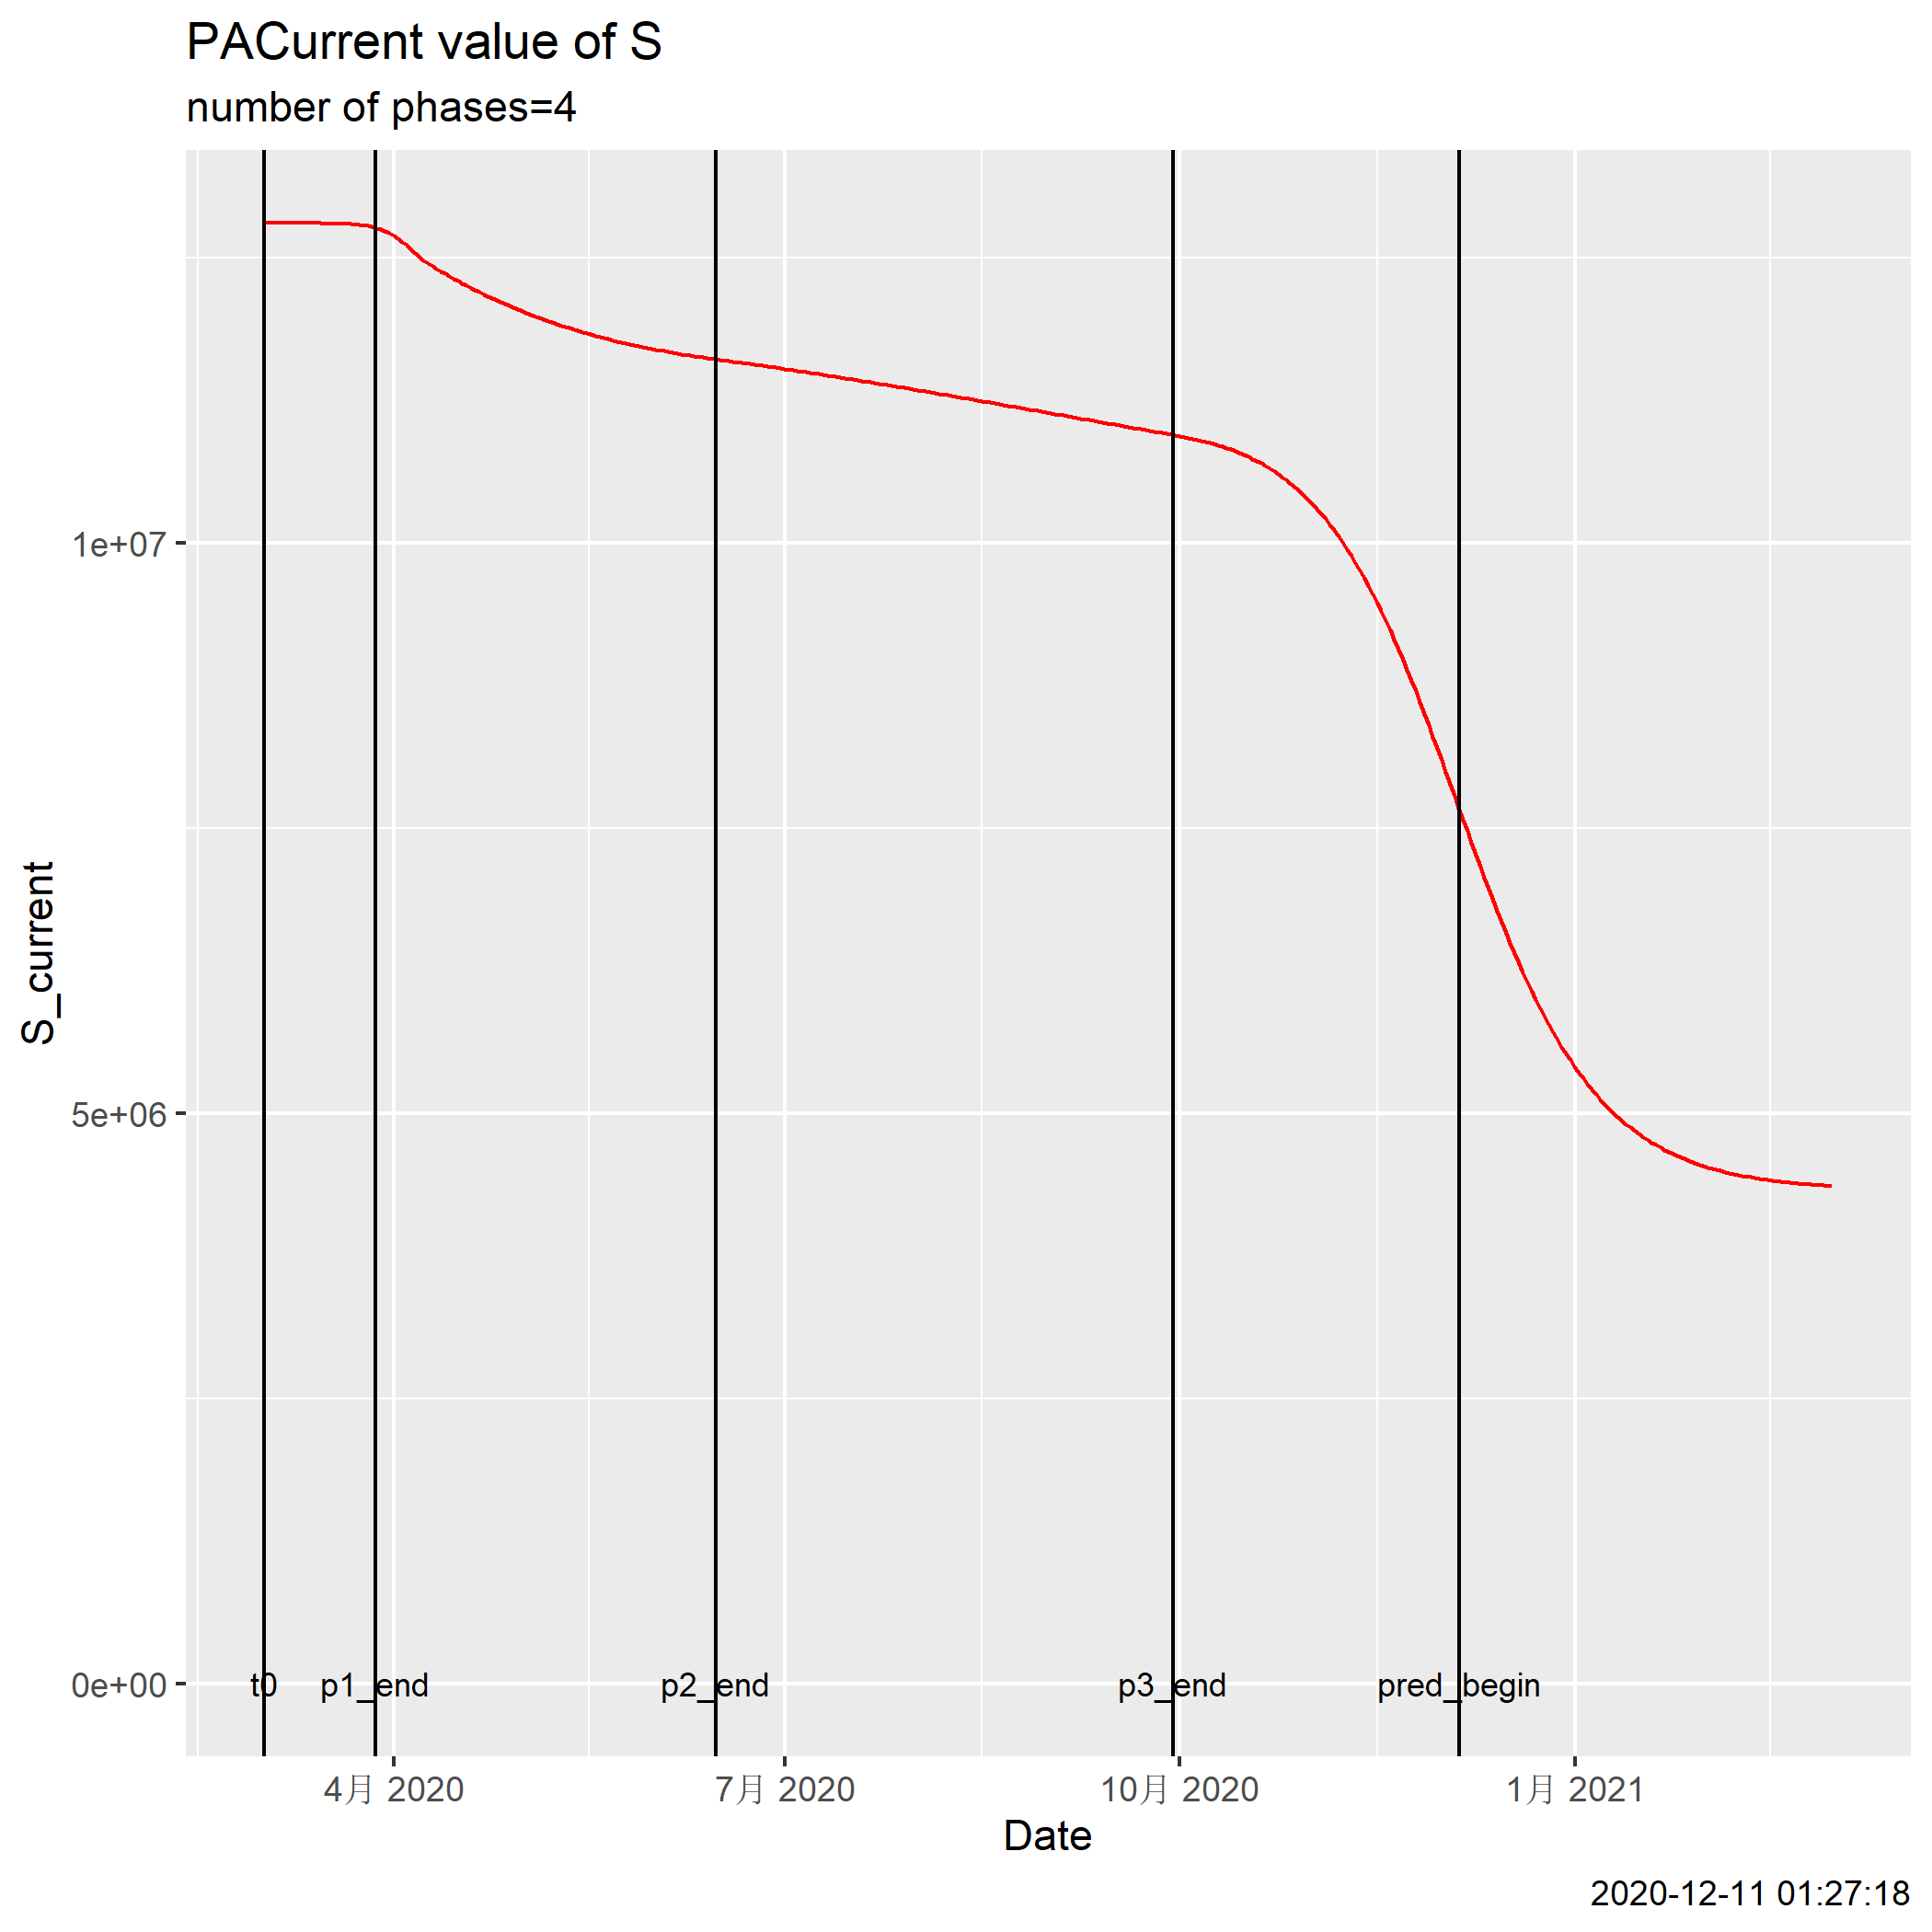 PACurrent value of S
number of phases=4
S_current
1e+07
5e+06
0e+00
t0 p1_end p2_end p3_end pred_begin
4月 2020 7月 2020 10月 2020 1月 2021
Date
2020-12-11 01:27:18